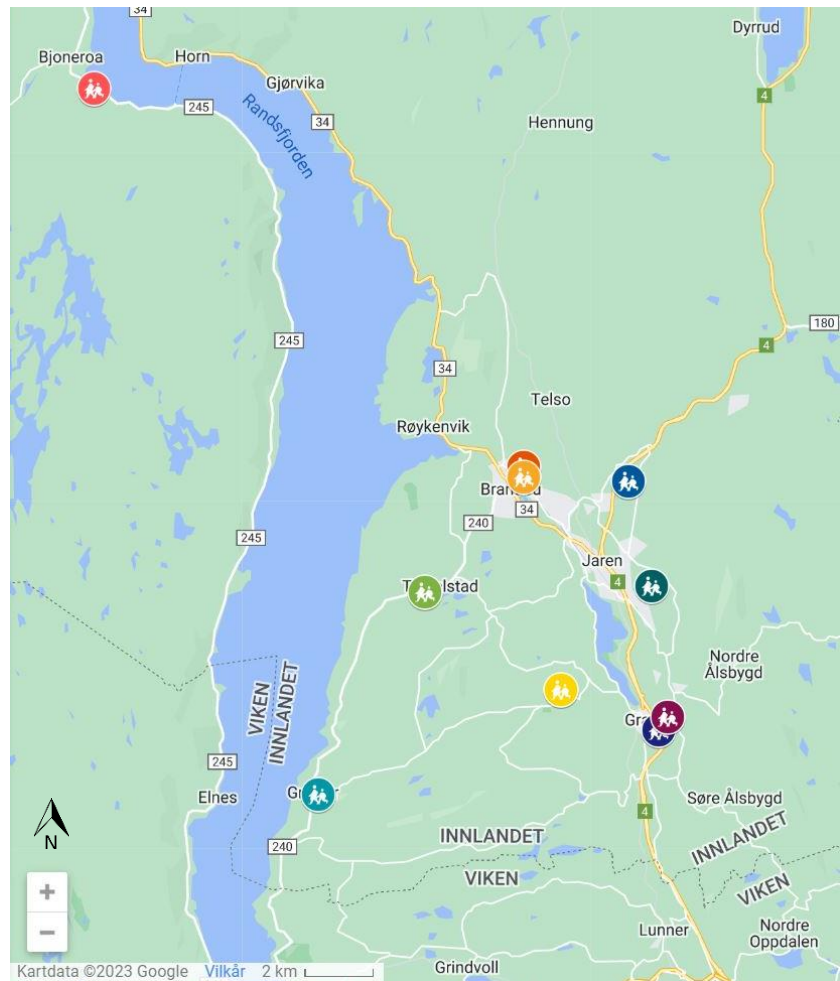 34
Dyrrud
Bjoneroa
Horn
Gjørvika
4
245
34
Randsfjorden
Hennung
180
245
4
34
Telso
Røykenvik
240
34
245
Jaren
4
Nordre
Ålsbygd
VIKEN
INNLANDET
245
Elnes
Søre Ålsbygd
4
N
INNLANDET
INNLANDET
240
VIKEN
VIKEN
+
Lunner
Nordre
Oppdalen
−
Grindvoll
Kartdata ©2023 Google Vilkår 2 km